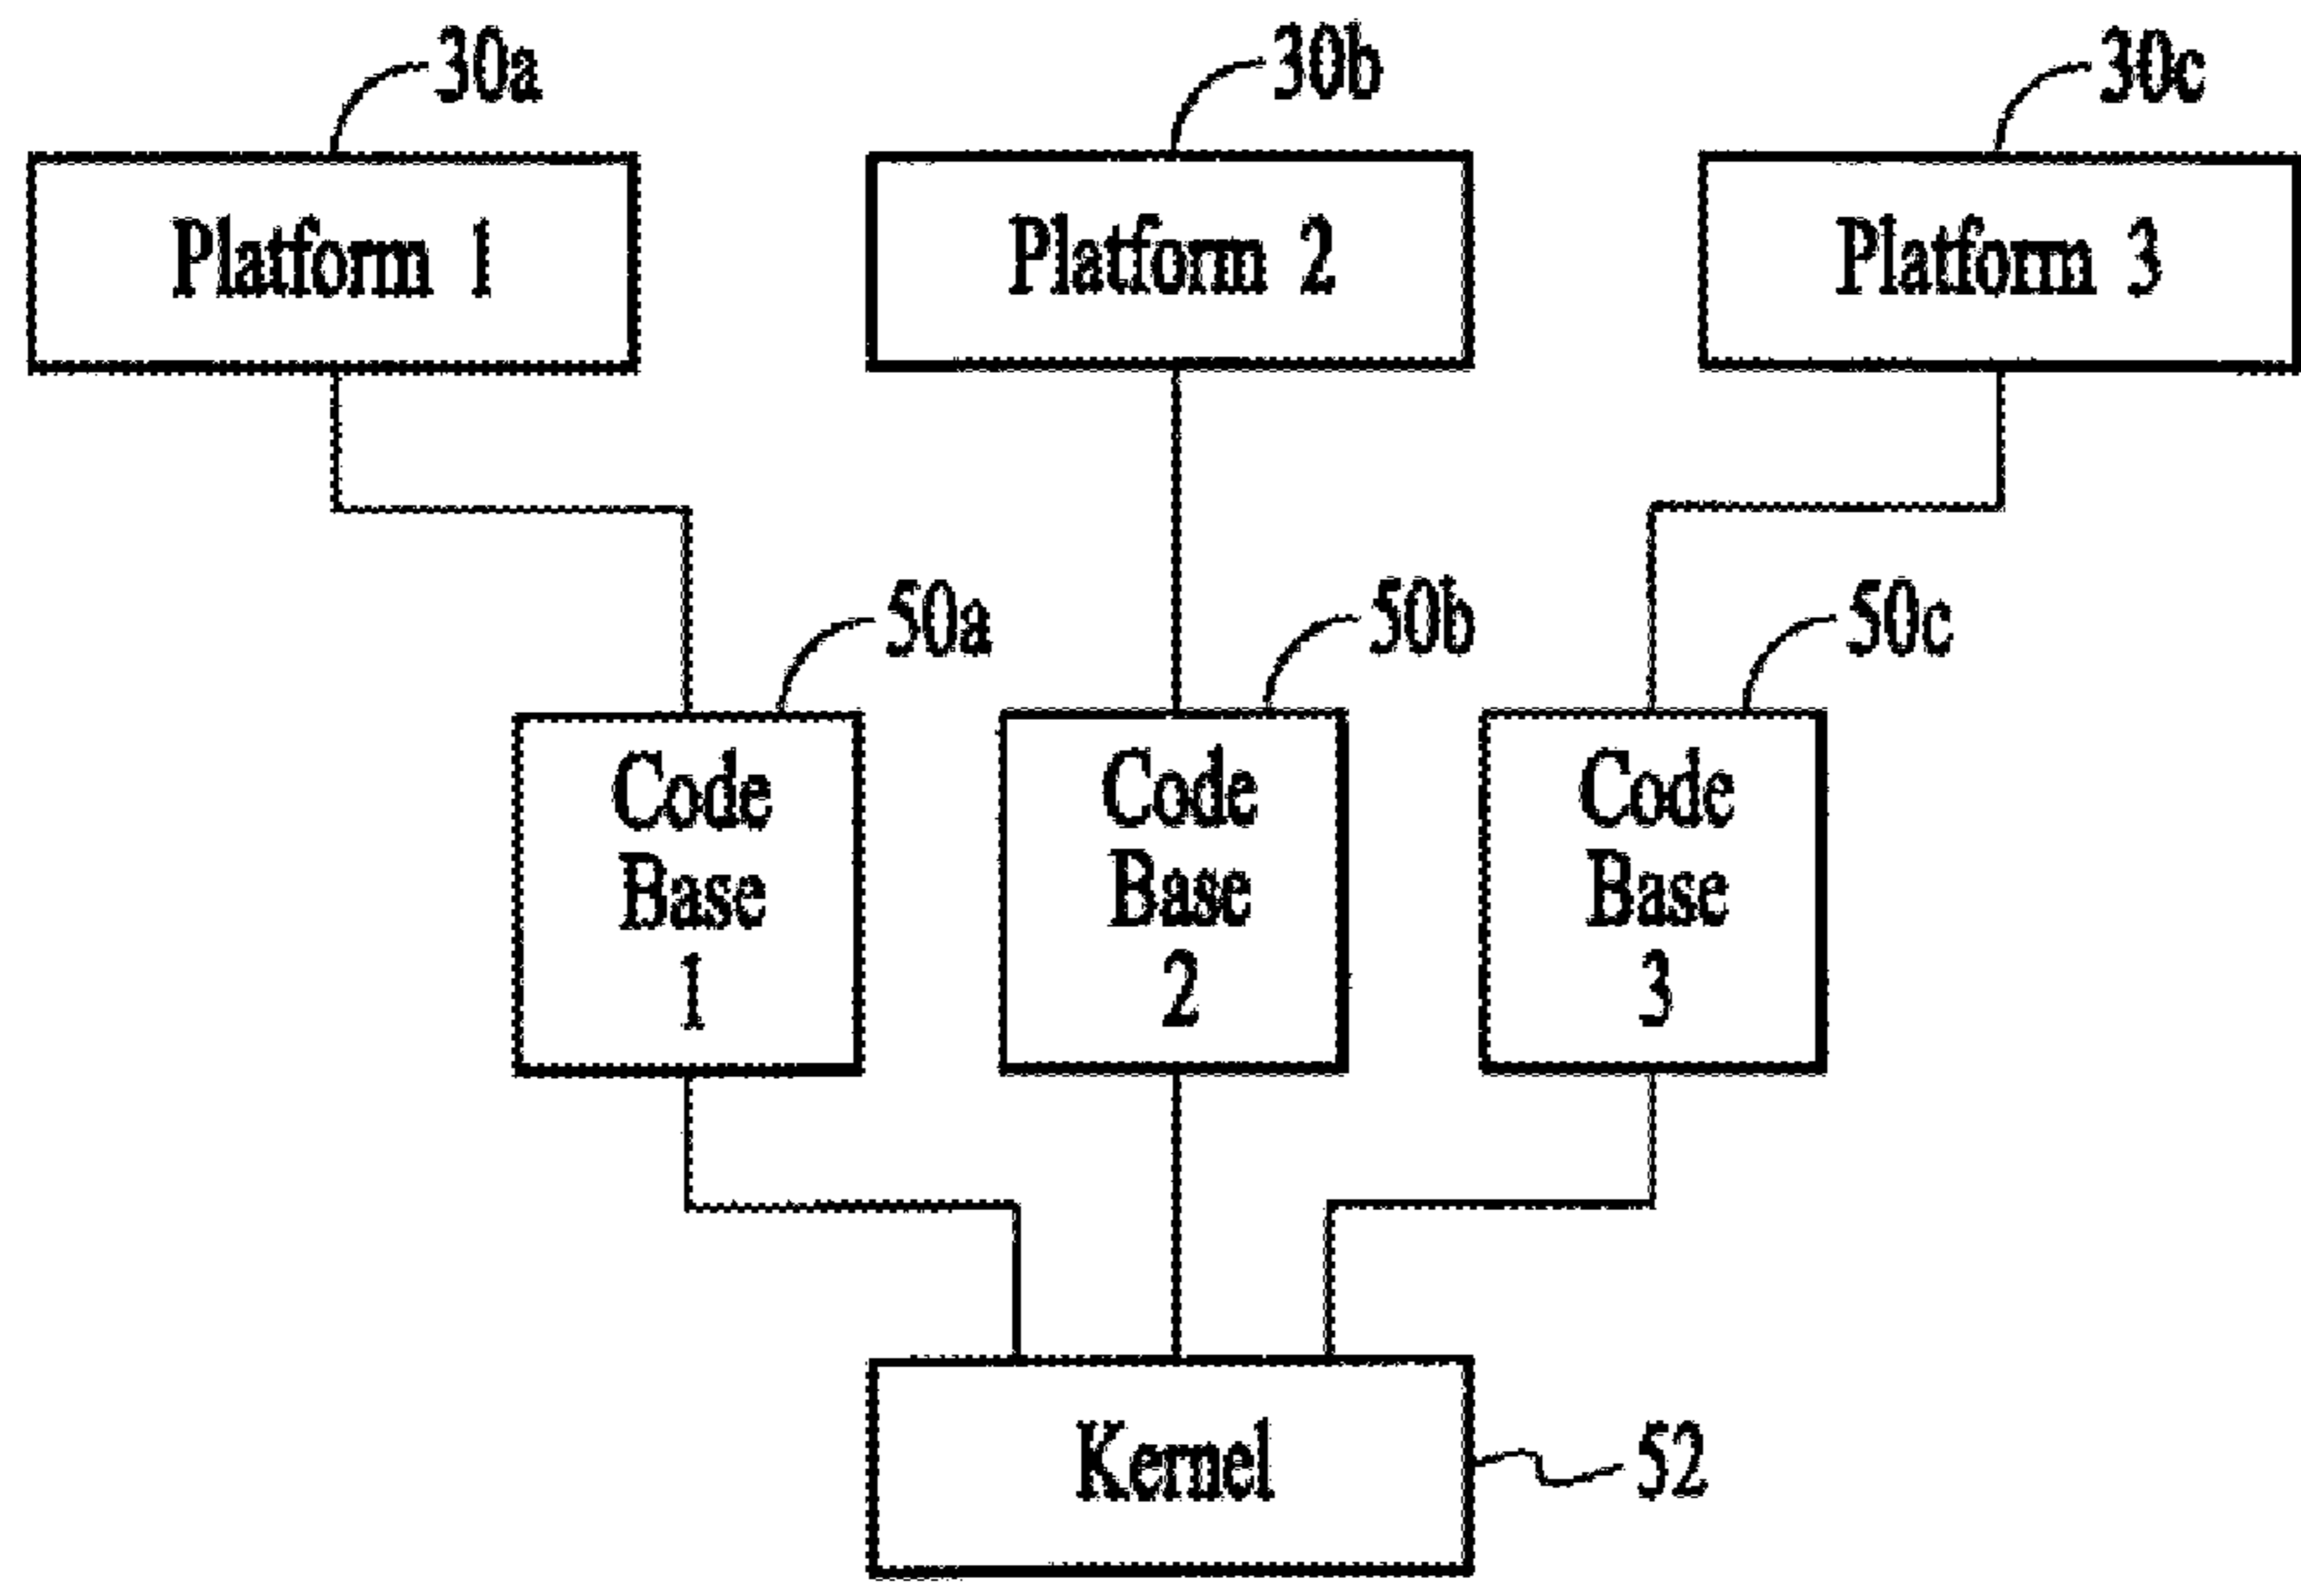 30a
30b
30c
Platform 1
Platform 2
Platform 3
50a
50b
50c
Code
Base
1
Code
Base
2
Code
Base
3
Kernel
52